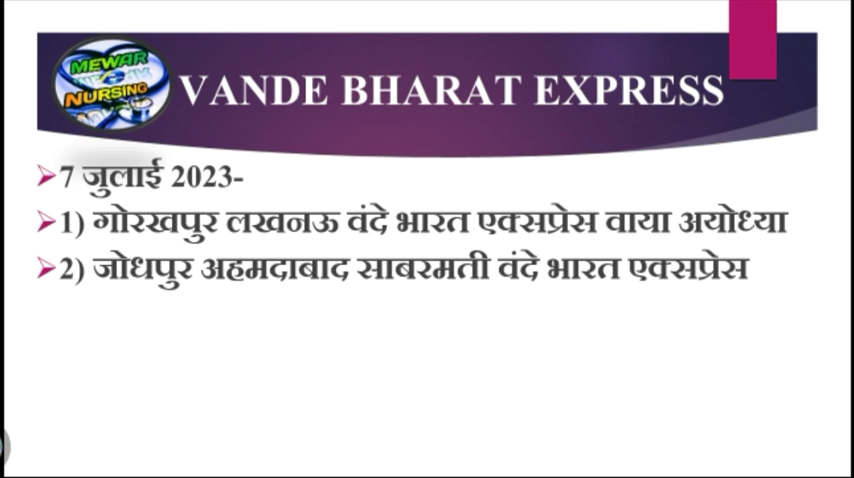 MEWAR
NURSING
VANDE BHARAT EXPRESS
7 जुलाई 2023-
1) गोरखपुर लखनऊ वंदे भारत एक्सप्रेस वाया अयोध्या
2) जोधपुर अहमदाबाद साबरमती वंदे भारत एक्सप्रेस